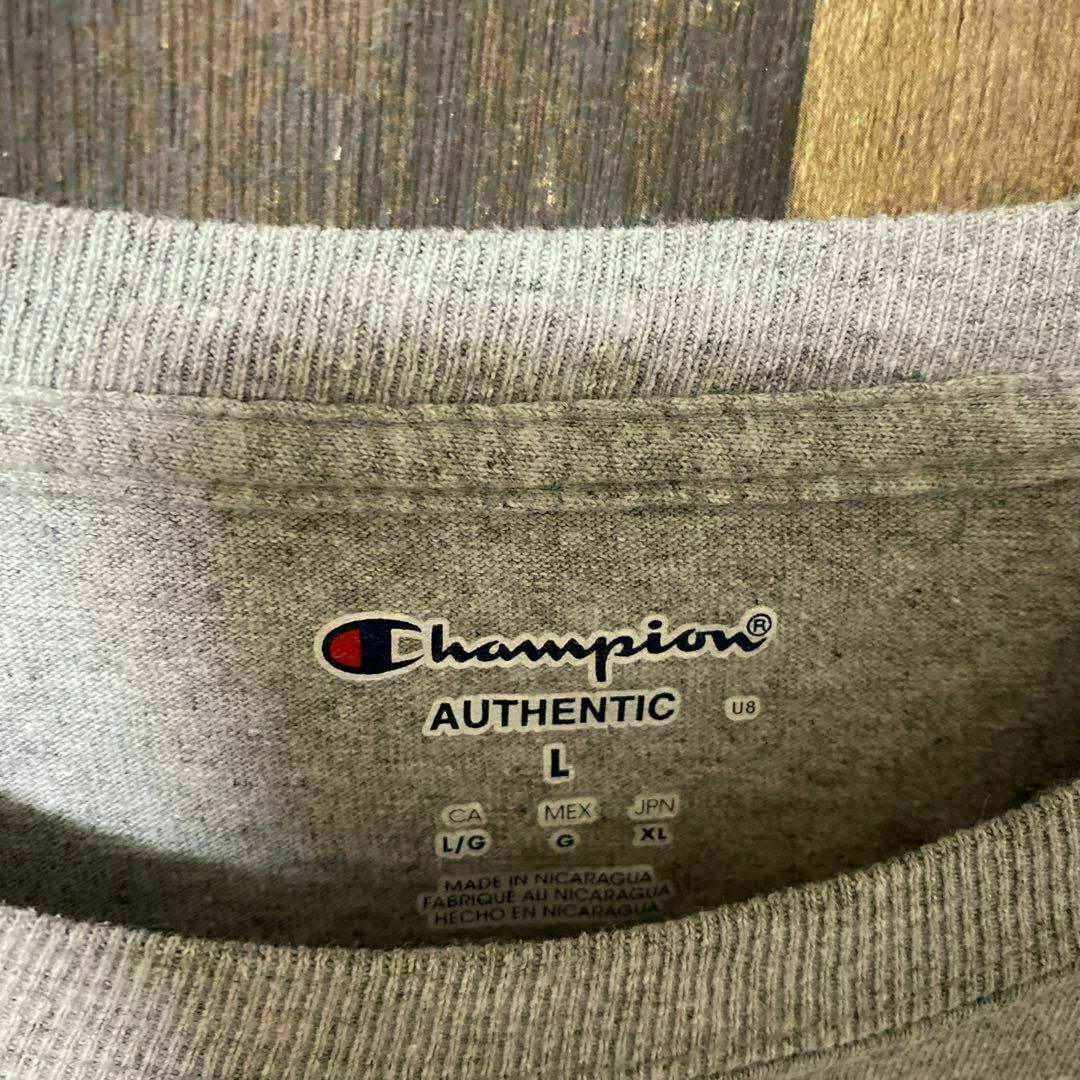 Champion®
AUTHENTIC U8
L
CA MEX JPN
L/G G XL
MADE IN NICARAGUA
FABRIQUE AU NICARAGUA
HECHO EN NICARAGUA